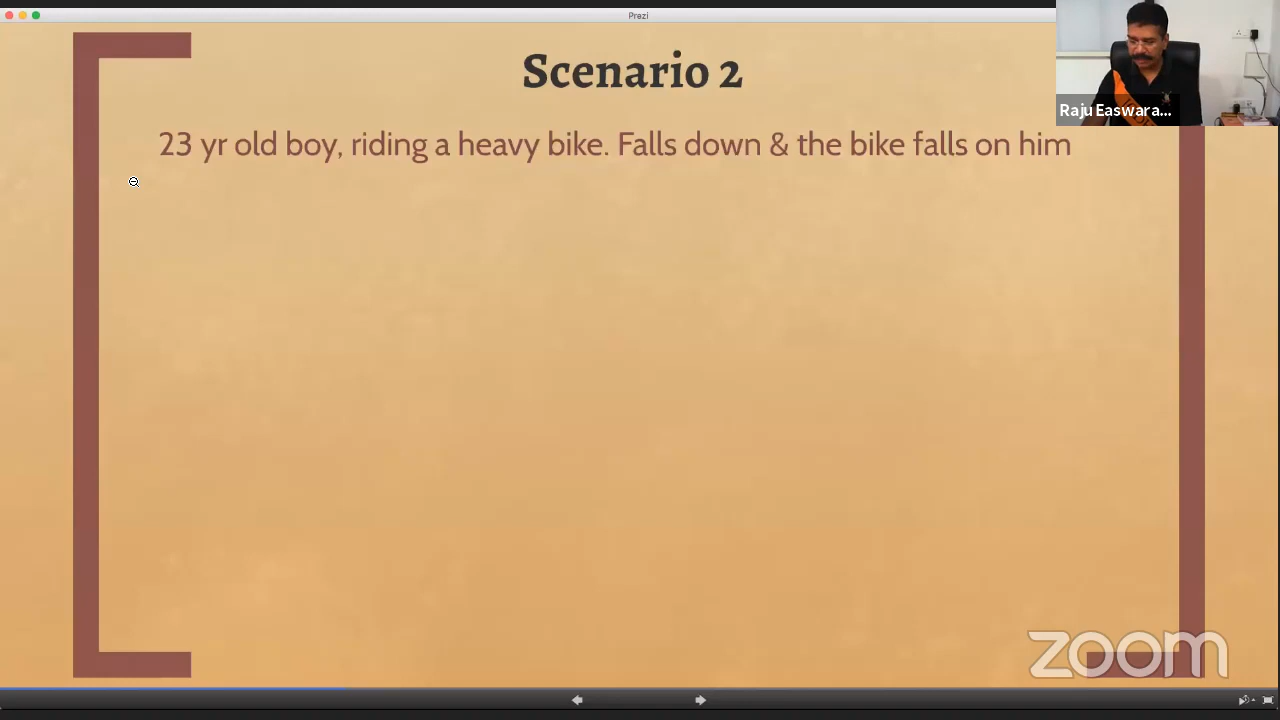 Prezi
Scenario 2
Raju Easwara...
23 yr old boy, riding a heavy bike. Falls down & the bike falls on him
zoom